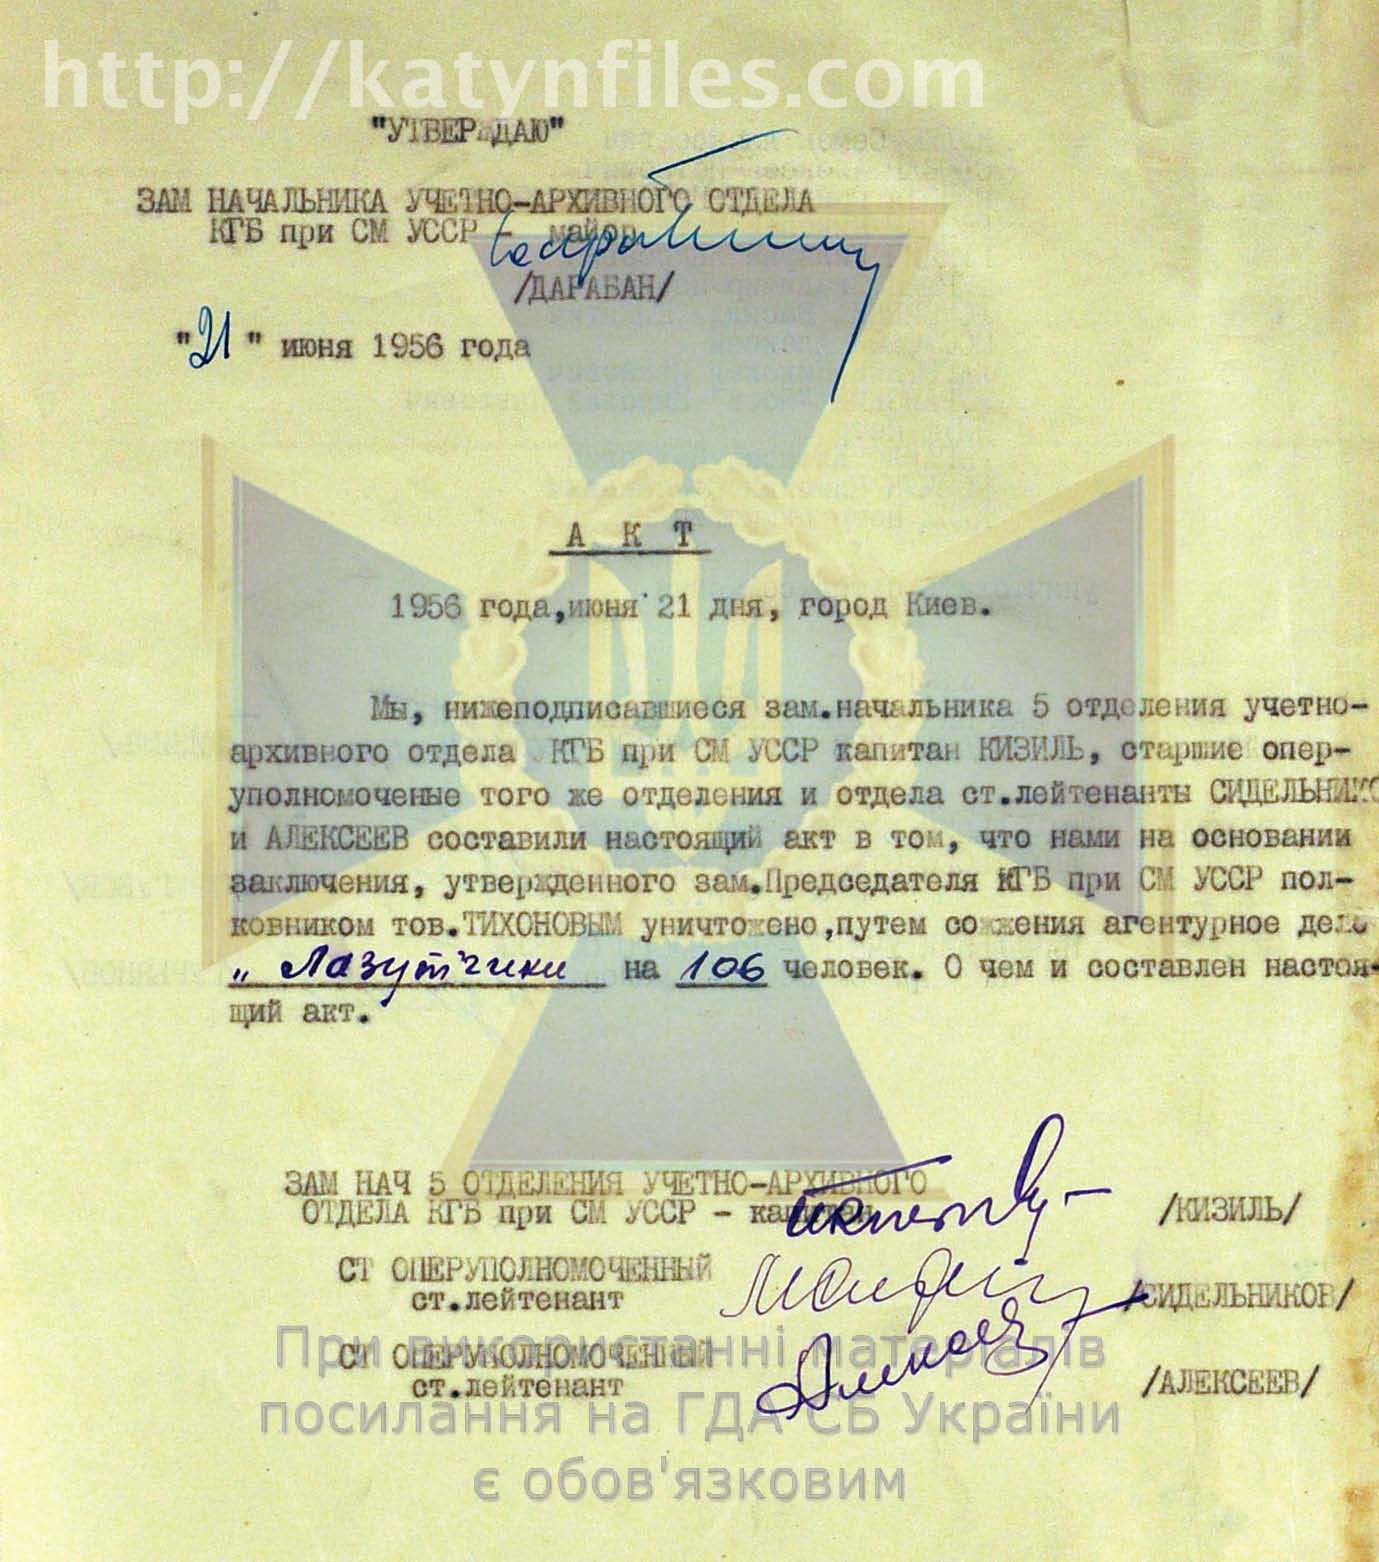 http://katynfiles.com
"УТВЕРЖДАЮ"
ЗАМ НАЧАЛЬНИКА УЧЕТНО-АРХИВНОГО ОТДЕЛА
КГБ при СМ УССР - майор
/ДАРАБАН/
"21" июня 1956 года
А К Т
1956 года,июня 21 дня, город Киев.
Мы, нижеподписавшиеся зам.начальника 5 отделения учетно-
архивного отдела КГБ при СМ УССР капитан КИЗИЛЬ, старшие опер-
уполномоченые того же отделения и отдела ст.лейтенанты СИДЕЛЬНИКО
и АЛЕКСЕЕВ составили настоящий акт в том, что нами на основании
заключения, утвержденного зам.Председателя КГБ при СМ УССР пол-
ковником тов.ТИХОНОВЫМ уничтожено,путем сожжения агентурное дело
„ Лазутчики на 106 человек. О чем и составлен настоя-
щий акт.
ЗАМ НАЧ 5 ОТДЕЛЕНИЯ УЧЕТНО-АРХИВНОГО
ОТДЕЛА КГБ при СМ УССР - капитан /КИЗИЛЬ/
СТ ОПЕРУПОЛНОМОЧЕННЫЙ
ст.лейтенант /СИДЕЛЬНИКОВ/
СТ ОПЕРУПОЛНОМОЧЕННЫЙ
ст.лейтенант /АЛЕКСЕЕВ/
При використанні матеріалів
посилання на ГДА СБ України
є обов'язковим